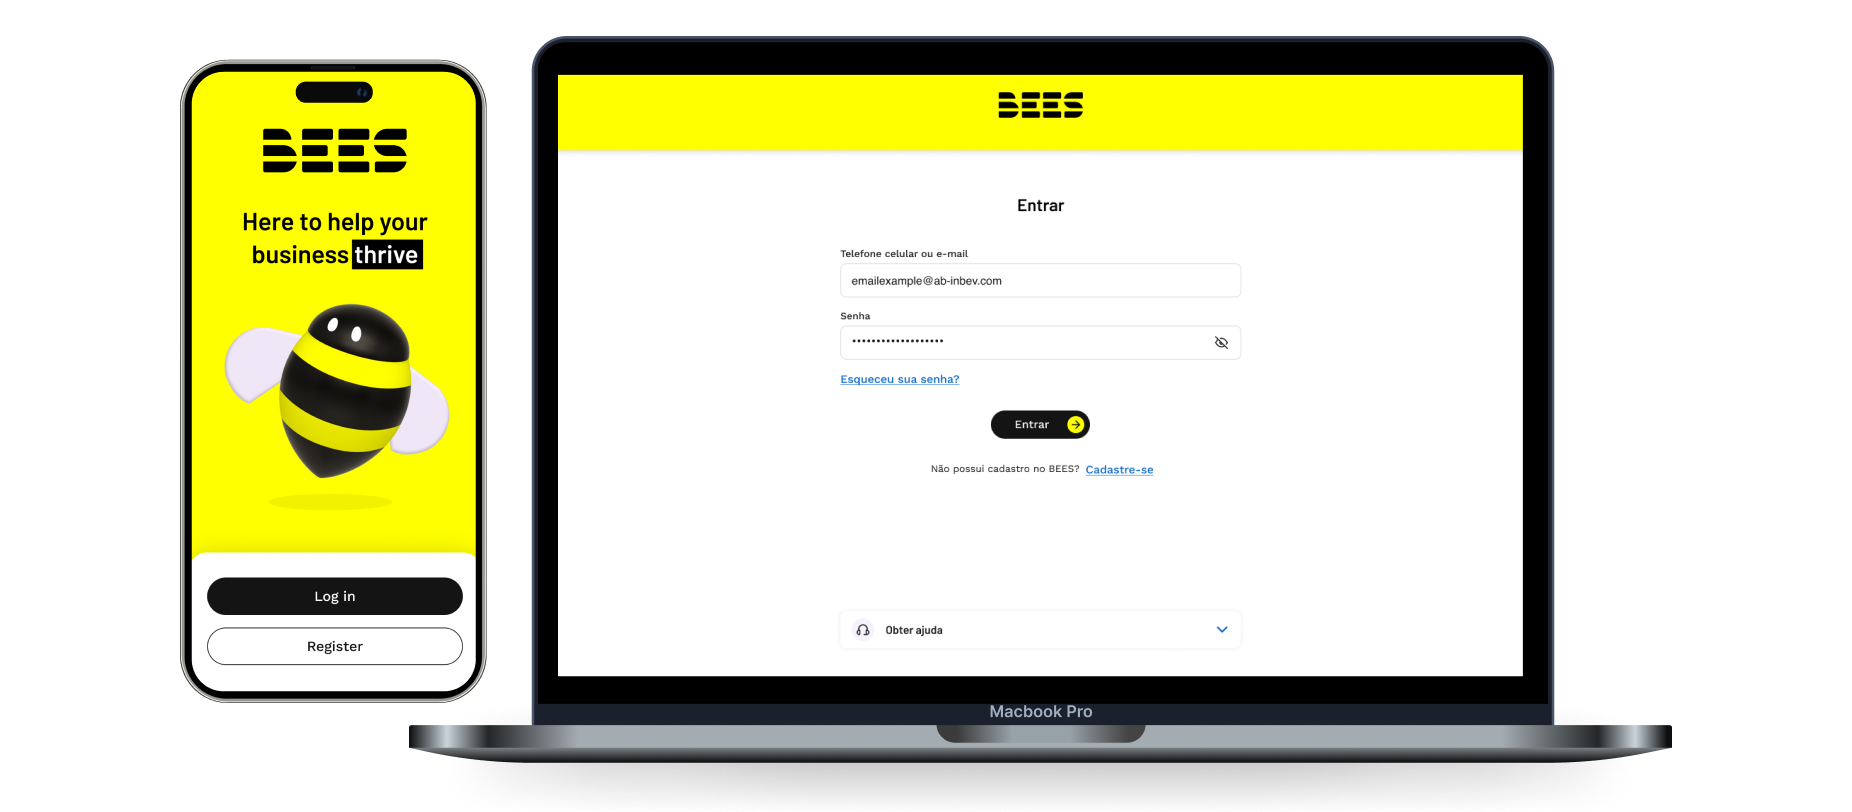 BEES
Here to help your
business thrive
Log in
Register
BEES
Entrar
Telefone celular ou e-mail
emailexample@ab-inbev.com
Senha
•••••••••••••••••••
Esqueceu sua senha?
Entrar
Não possui cadastro no BEES? Cadastre-se
Obter ajuda
Macbook Pro